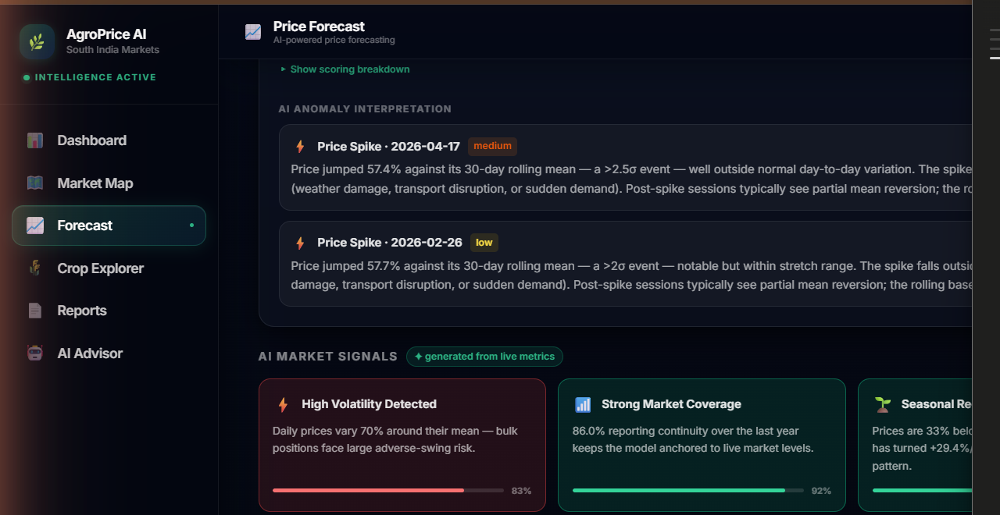 AgroPrice AI
South India Markets
INTELLIGENCE ACTIVE
Dashboard
Market Map
Forecast
Crop Explorer
Reports
AI Advisor
Price Forecast
AI-powered price forecasting
▸ Show scoring breakdown
AI ANOMALY INTERPRETATION
Price Spike · 2026-04-17 medium
Price jumped 57.4% against its 30-day rolling mean — a >2.5σ event — well outside normal day-to-day variation. The spike
(weather damage, transport disruption, or sudden demand). Post-spike sessions typically see partial mean reversion; the
Price Spike · 2026-02-26 low
Price jumped 57.7% against its 30-day rolling mean — a >2σ event — notable but within stretch range. The spike falls
damage, transport disruption, or sudden demand). Post-spike sessions typically see partial mean reversion; the rolling base
AI MARKET SIGNALS ✦ generated from live metrics
High Volatility Detected
Daily prices vary 70% around their mean — bulk
positions face large adverse-swing risk.
83%
Strong Market Coverage
86.0% reporting continuity over the last year
keeps the model anchored to live market levels.
92%
Seasonal
Prices are 33%
has turned +29.4%/
pattern.